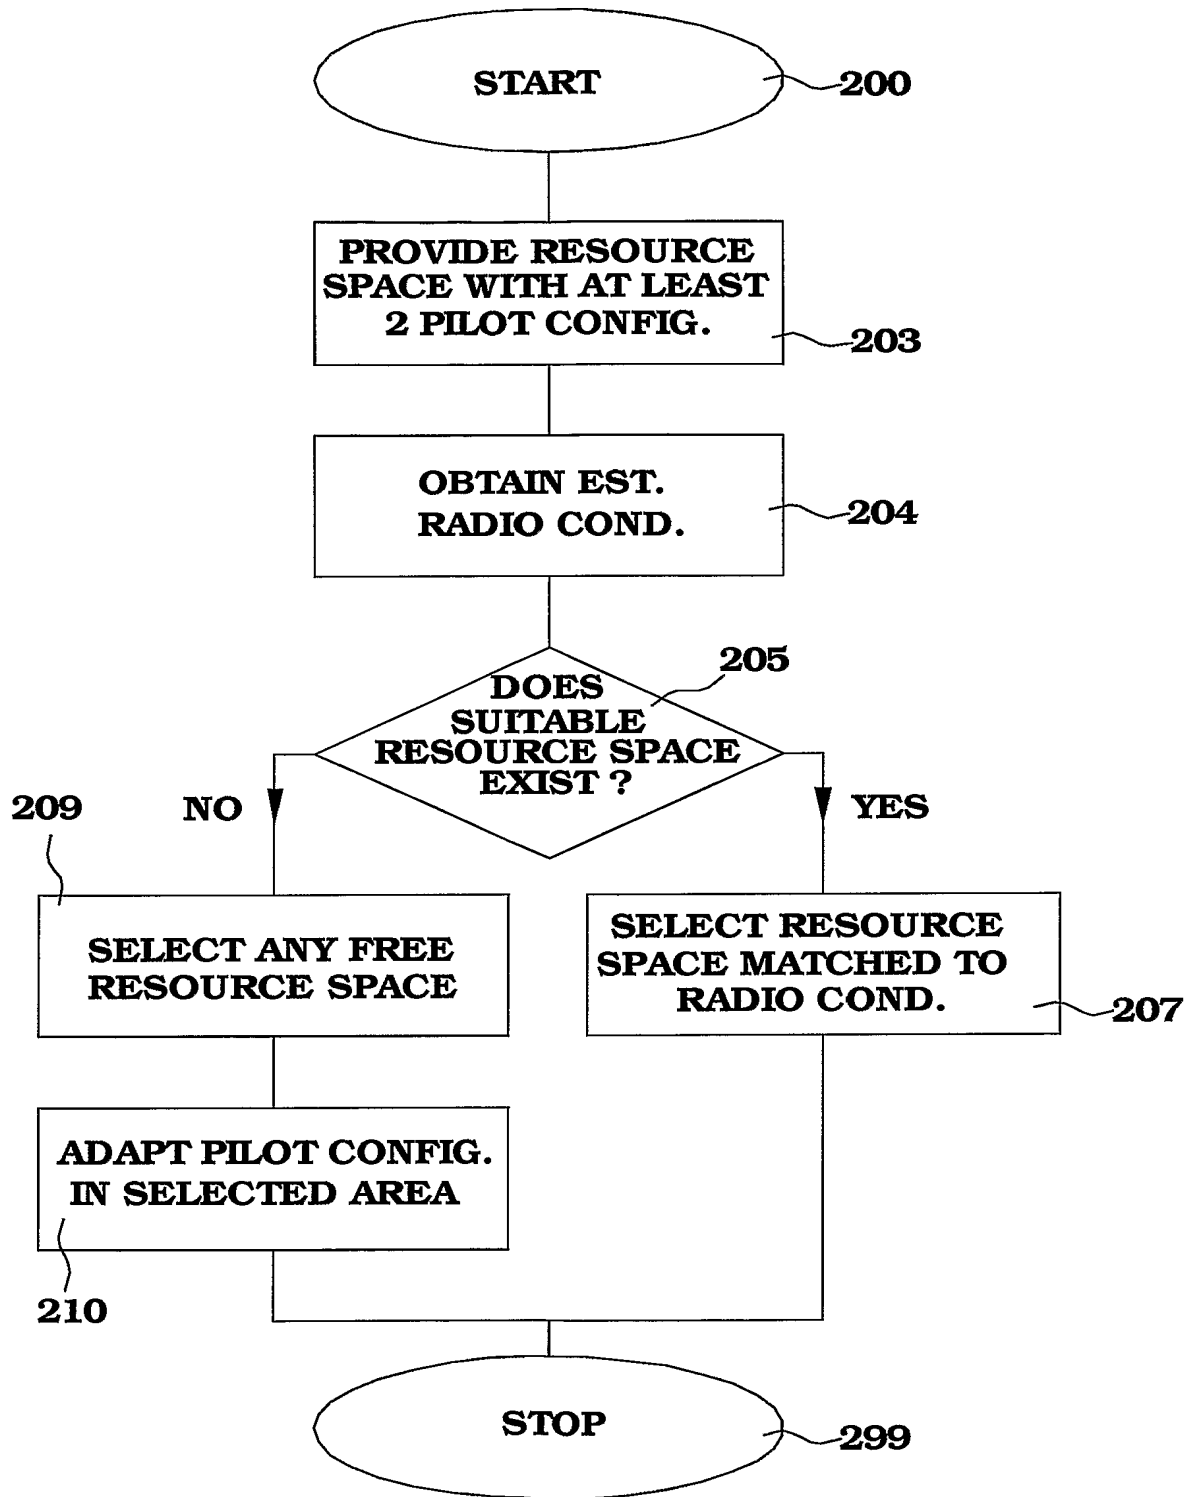 START
200
PROVIDE RESOURCE
SPACE WITH AT LEAST
2 PILOT CONFIG.
203
OBTAIN EST.
RADIO COND.
204
205
DOES
SUITABLE
RESOURCE SPACE
EXIST ?
209
NO
YES
SELECT ANY FREE
RESOURCE SPACE
SELECT RESOURCE
SPACE MATCHED TO
RADIO COND.
207
ADAPT PILOT CONFIG.
IN SELECTED AREA
210
STOP
299